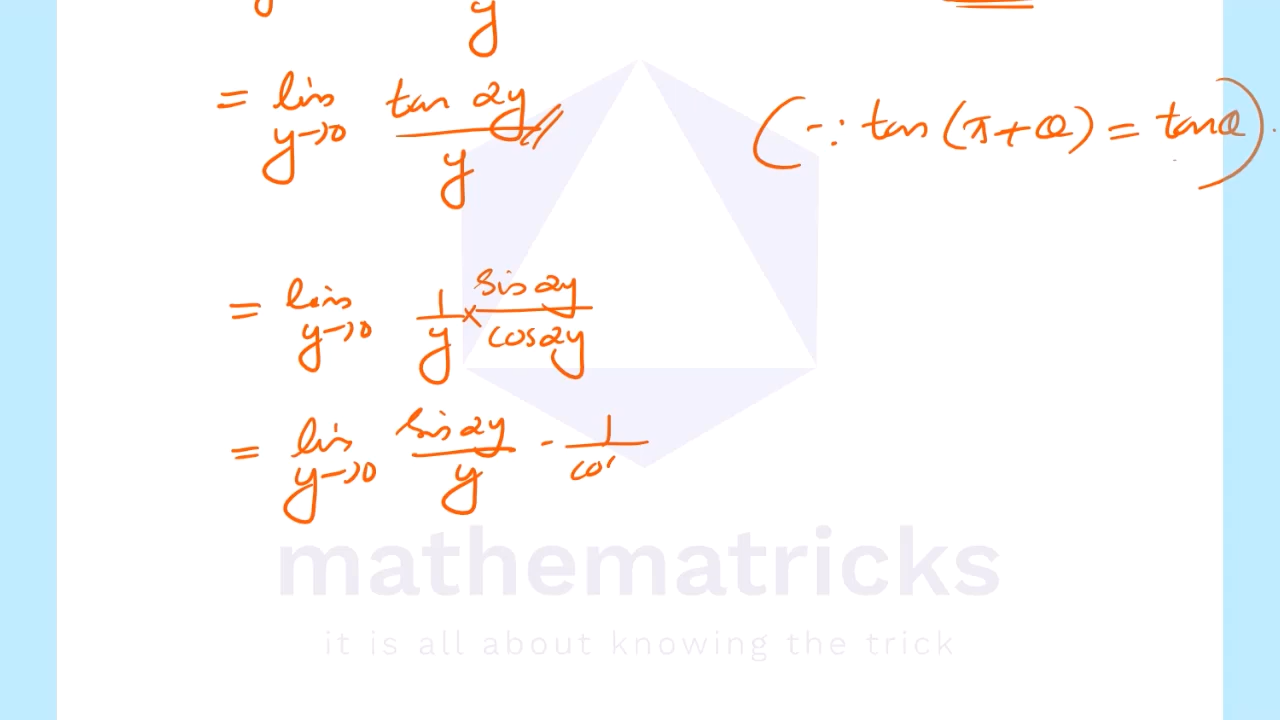 y y
= lim y→0 tan 2y / y (∵ tan (π+θ) = tanθ).
= lim y→0 1/y × sin 2y / cos 2y
= lim y→0 sin 2y / y · 1 / co
mathematricks
it is all about knowing the trick